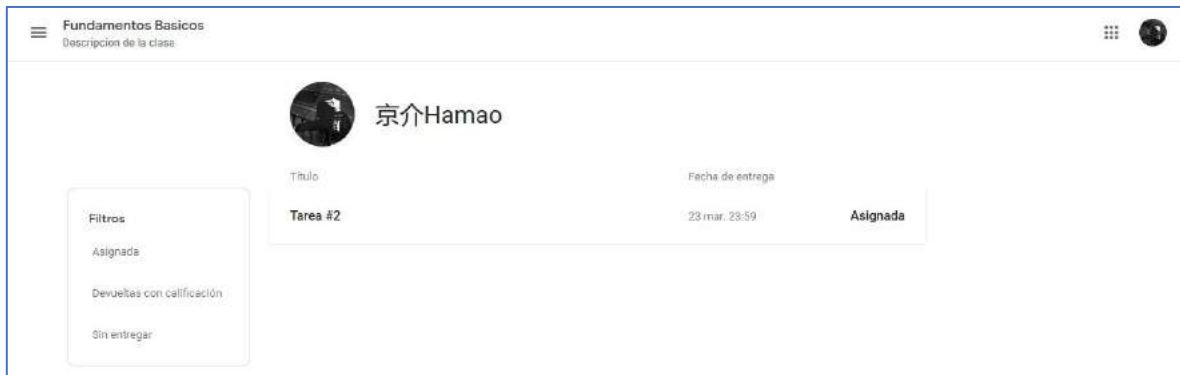 Fundamentos Basicos
Descripcion de la clase
京介Hamao
Título Fecha de entrega
Tarea #2 23 mar. 23:59 Asignada
Filtros
Asignada
Devueltas con calificación
Sin entregar